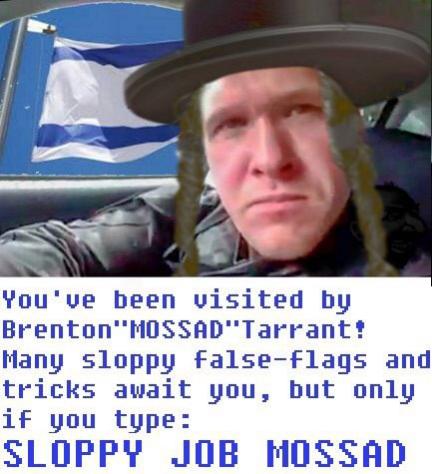 You've been visited by
Brenton"MOSSAD"Tarrant!
Many sloppy false-flags and
tricks await you, but only
if you type:
SLOPPY JOB MOSSAD